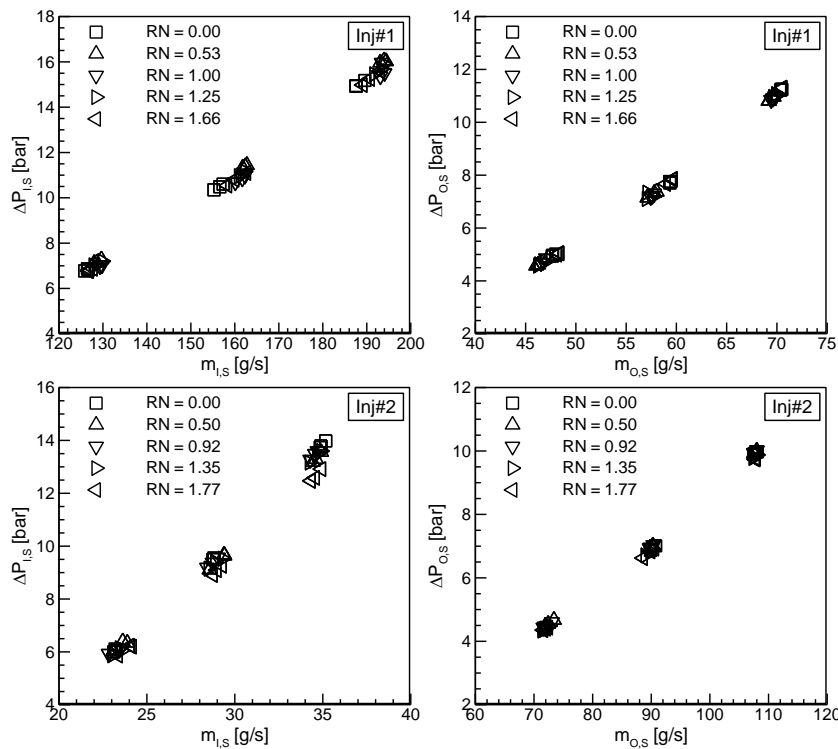 16
14
12
10
8
6
4
18
120 130 140 150 160 170 180 190 200
ΔP_I,S [bar]
m_I,S [g/s]
RN = 0.00
RN = 0.53
RN = 1.00
RN = 1.25
RN = 1.66
Inj#1
14
12
10
8
6
4
2
40 45 50 55 60 65 70 75
ΔP_O,S [bar]
m_O,S [g/s]
RN = 0.00
RN = 0.53
RN = 1.00
RN = 1.25
RN = 1.66
Inj#1
16
14
12
10
8
6
4
20 25 30 35 40
ΔP_I,S [bar]
m_I,S [g/s]
RN = 0.00
RN = 0.50
RN = 0.92
RN = 1.35
RN = 1.77
Inj#2
12
10
8
6
4
2
60 70 80 90 100 110 120
ΔP_O,S [bar]
m_O,S [g/s]
RN = 0.00
RN = 0.50
RN = 0.92
RN = 1.35
RN = 1.77
Inj#2